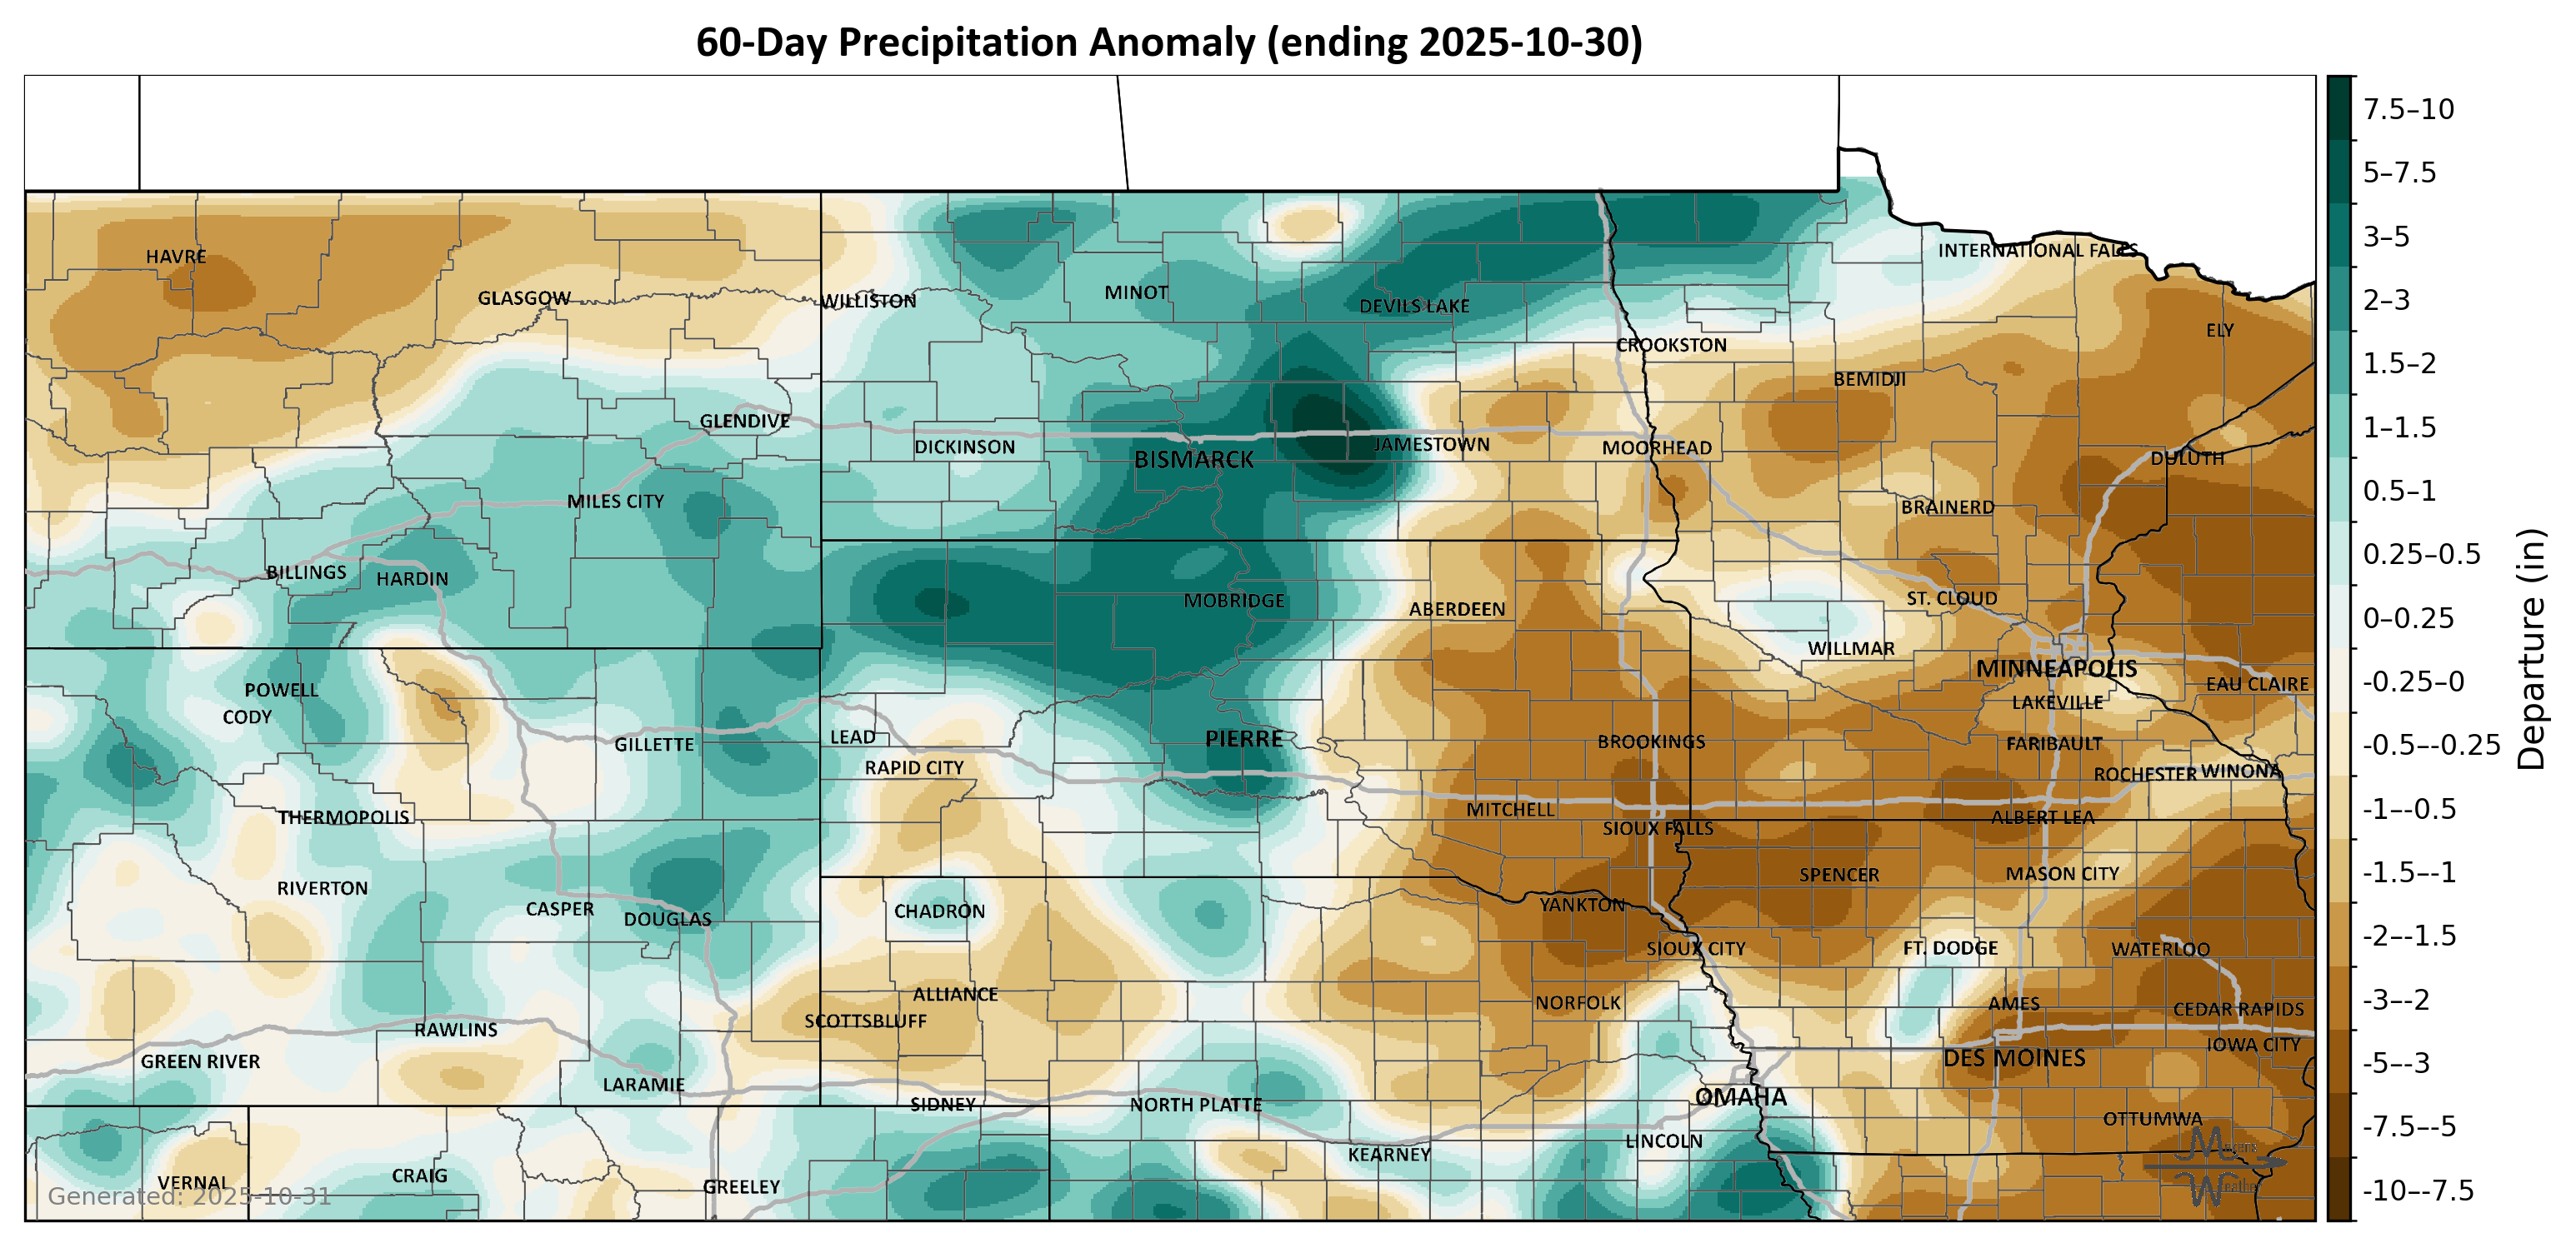 60-Day Precipitation Anomaly (ending 2025-10-30)
HAVRE
GLASGOW
WILLISTON
MINOT
DEVILS LAKE
INTERNATIONAL FALLS
ELY
CROOKSTON
BEMIDJI
GLENDIVE
DICKINSON
BISMARCK
JAMESTOWN
MOORHEAD
DULUTH
MILES CITY
BRAINERD
BILLINGS
HARDIN
MOBRIDGE
ABERDEEN
ST. CLOUD
WILLMAR
MINNEAPOLIS
EAU CLAIRE
POWELL
CODY
LAKEVILLE
GILLETTE
LEAD
PIERRE
BROOKINGS
FARIBAULT
RAPID CITY
ROCHESTER
WINONA
THERMOPOLIS
MITCHELL
SIOUX FALLS
ALBERT LEA
RIVERTON
CASPER
DOUGLAS
CHADRON
YANKTON
SPENCER
MASON CITY
SIOUX CITY
FT. DODGE
WATERLOO
ALLIANCE
SCOTTSBLUFF
NORFOLK
AMES
CEDAR RAPIDS
RAWLINS
GREEN RIVER
LARAMIE
SIDNEY
NORTH PLATTE
OMAHA
DES MOINES
IOWA CITY
OTTUMWA
LINCOLN
KEARNEY
VERNAL
CRAIG
GREELEY
Generated: 2025-10-31
7.5–10
5–7.5
3–5
2–3
1.5–2
1–1.5
0.5–1
0.25–0.5
0–0.25
-0.25–0
-0.5–-0.25
-1–-0.5
-1.5–-1
-2–-1.5
-3–-2
-5–-3
-7.5–-5
-10–-7.5
Departure (in)